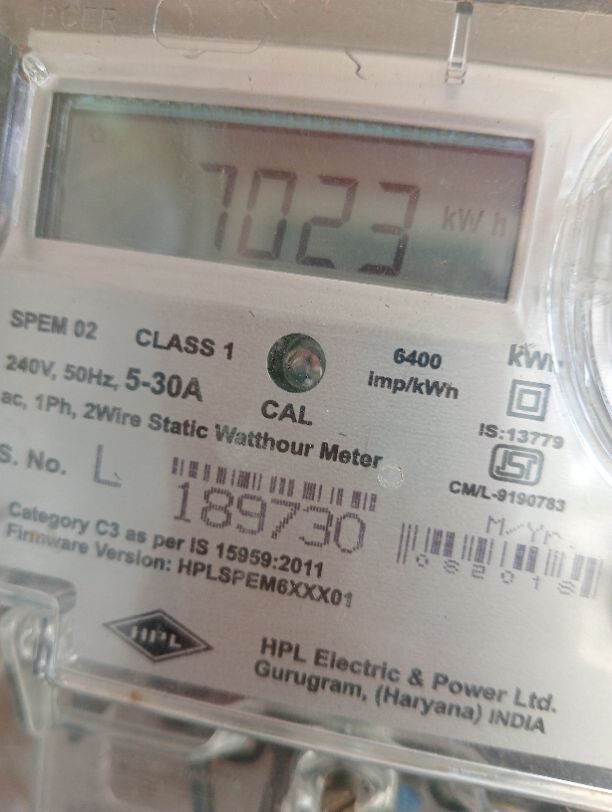 7023 kWh
SPEM 02 CLASS 1
6400
imp/kWh
kWh
240V, 50Hz, 5-30A
CAL
ac, 1Ph, 2Wire Static Watthour Meter
IS:13779
ISI
CM/L-9190783
S. No. L
189730
M-Yr.
Category C3 as per IS 15959:2011
Firmware Version: HPLSPEM6XXX01
HPL
HPL Electric & Power Ltd.
Gurugram, (Haryana) INDIA